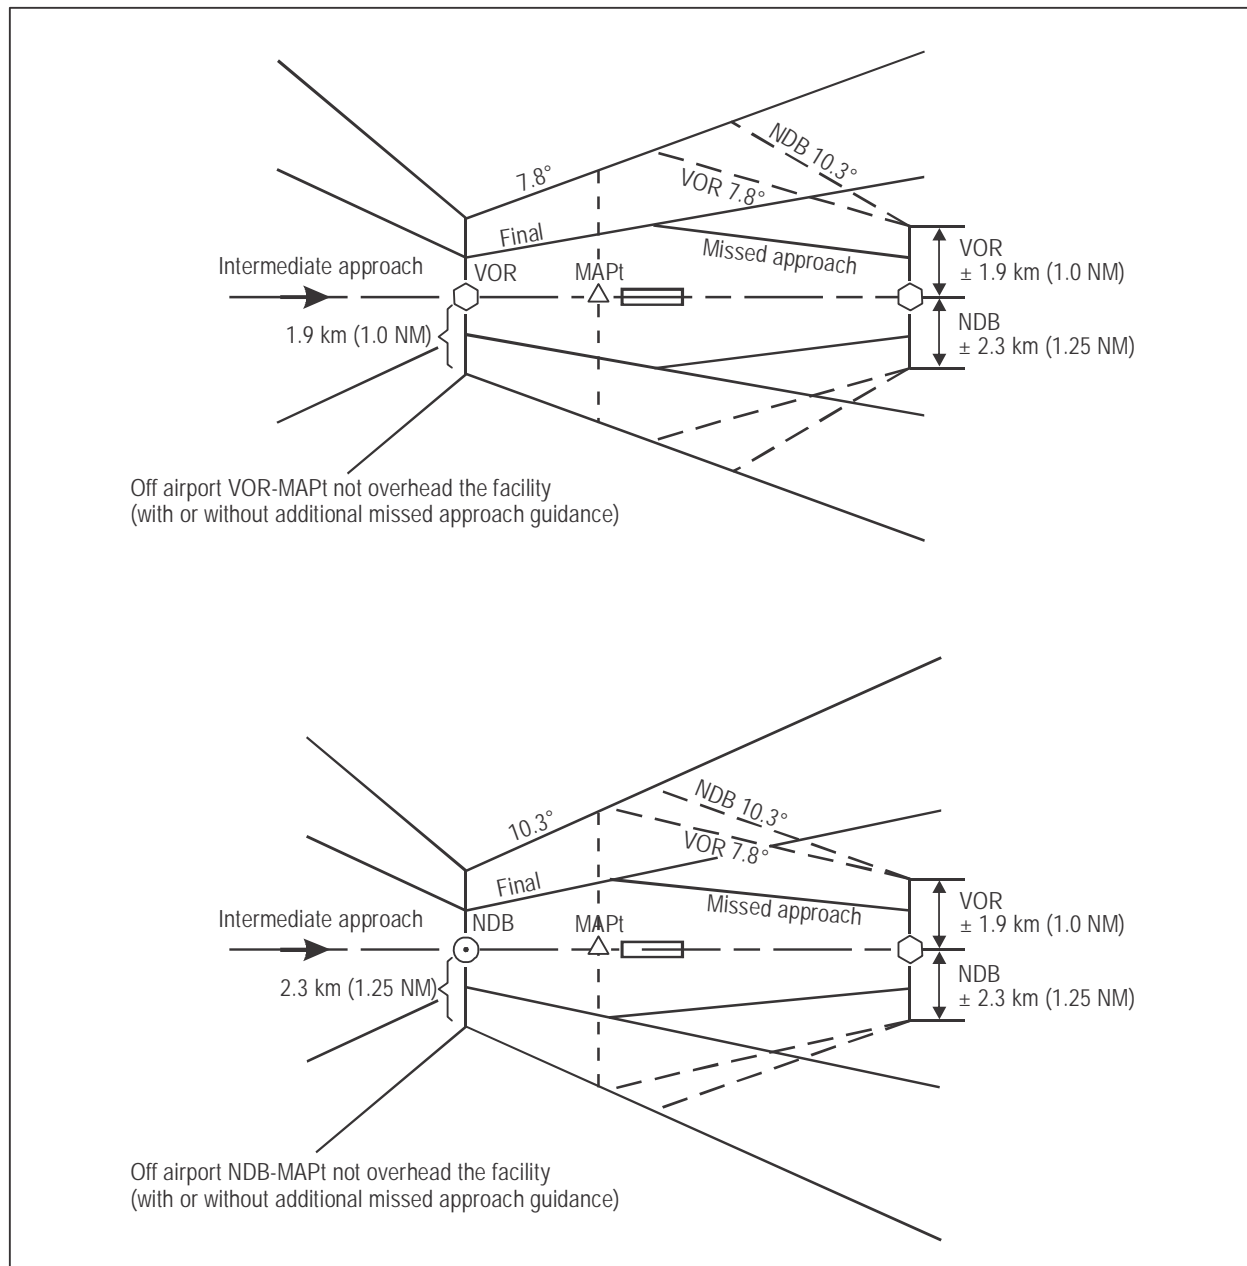 NDB 10.3°
7.8°
VOR 7.8°
Final
Missed approach
VOR
± 1.9 km (1.0 NM)
Intermediate approach
VOR
MAPt
1.9 km (1.0 NM)
NDB
± 2.3 km (1.25 NM)
Off airport VOR-MAPt not overhead the facility
(with or without additional missed approach guidance)
NDB 10.3°
10.3°
VOR 7.8°
Final
Missed approach
VOR
± 1.9 km (1.0 NM)
Intermediate approach
NDB
MAPt
2.3 km (1.25 NM)
NDB
± 2.3 km (1.25 NM)
Off airport NDB-MAPt not overhead the facility
(with or without additional missed approach guidance)